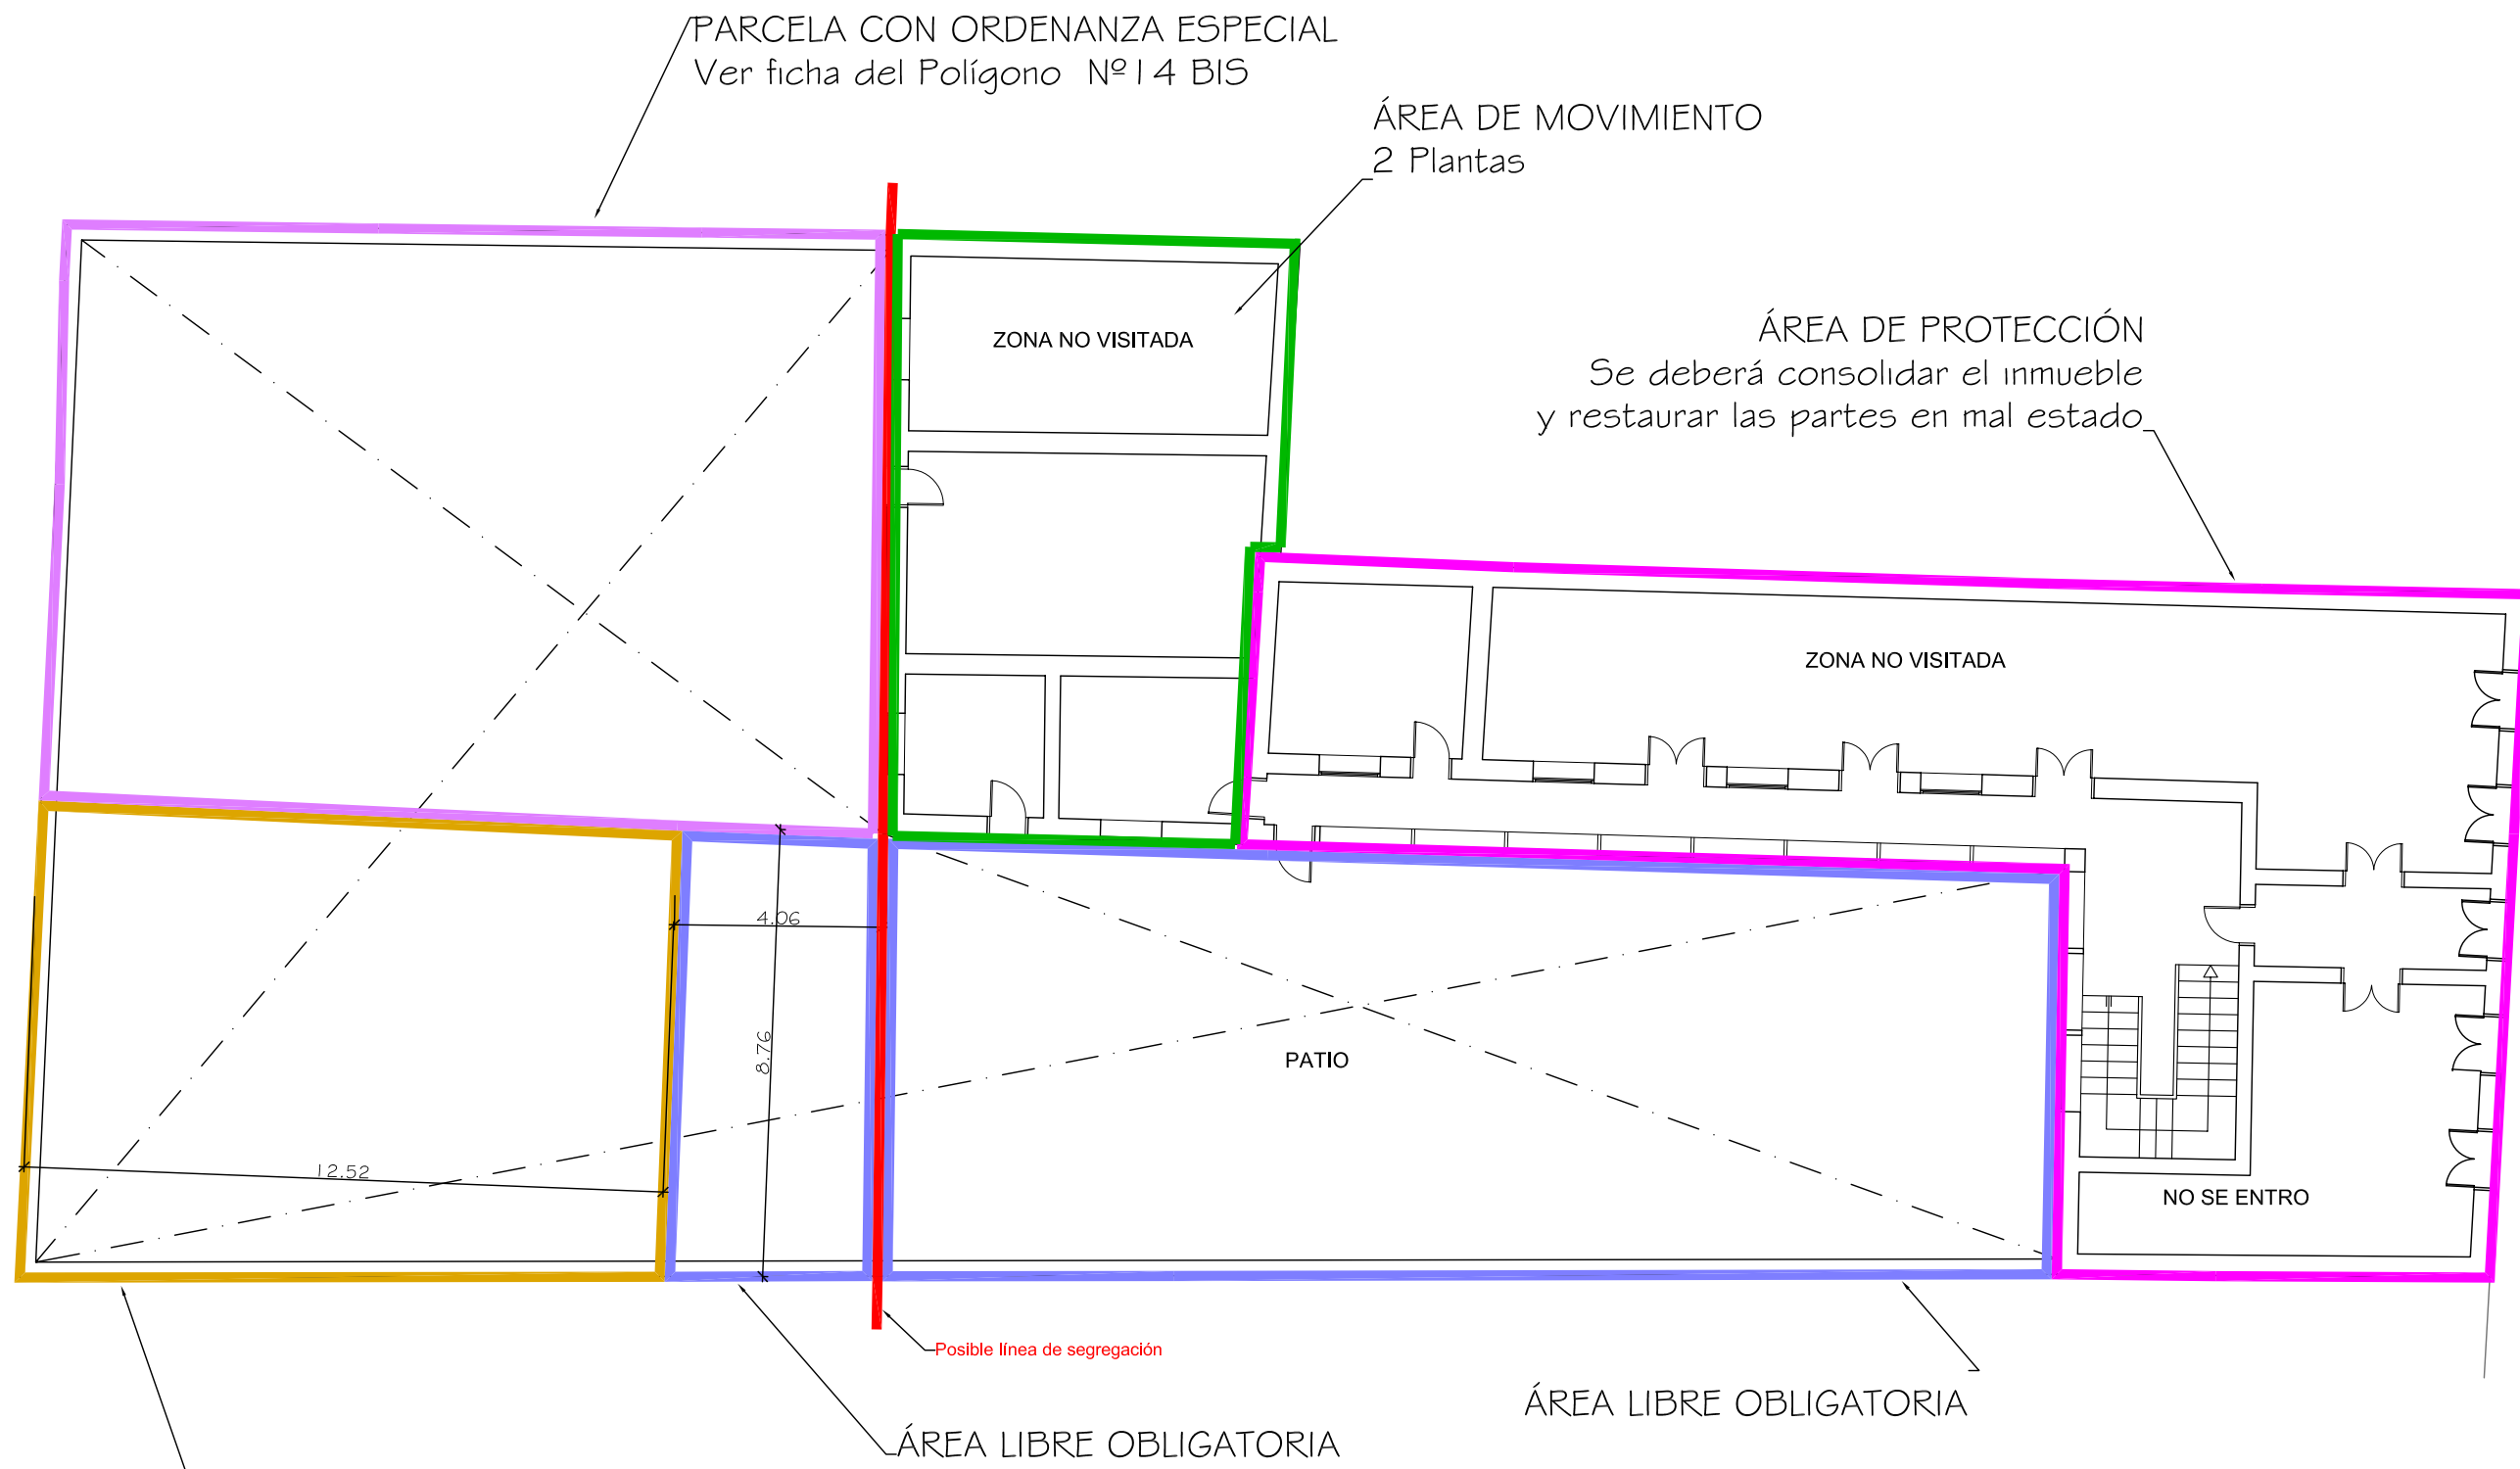 PARCELA CON ORDENANZA ESPECIAL
Ver ficha del Polígono Nº14 BIS
ÁREA DE MOVIMIENTO
2 Plantas
ZONA NO VISITADA
ÁREA DE PROTECCIÓN
Se deberá consolidar el inmueble
y restaurar las partes en mal estado
ZONA NO VISITADA
4.06
8.76
PATIO
12.52
NO SE ENTRO
Posible línea de segregación
ÁREA LIBRE OBLIGATORIA
ÁREA LIBRE OBLIGATORIA